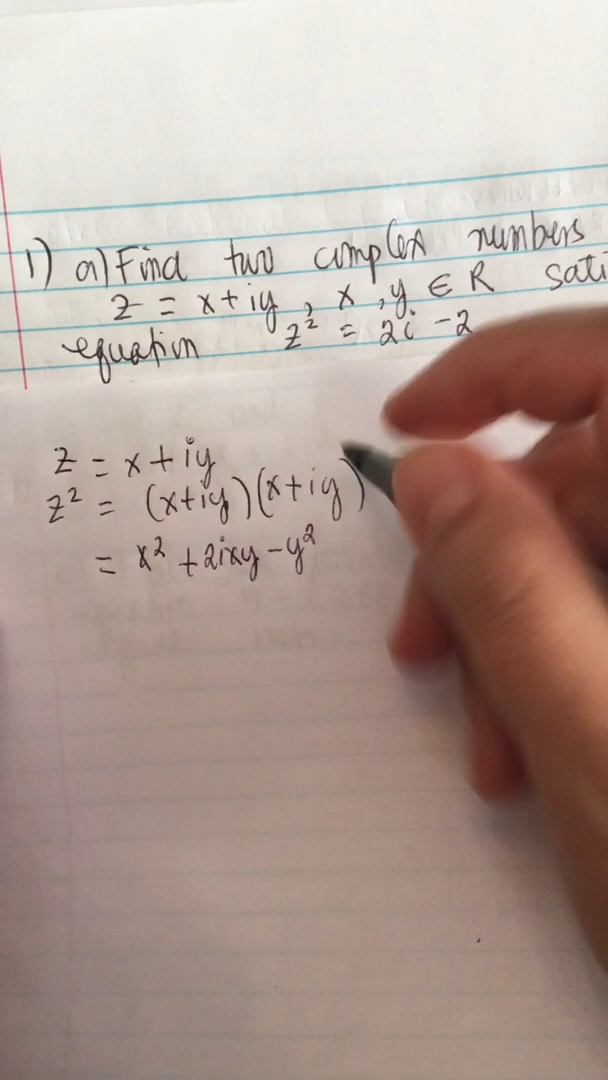 1) a) Find two complex numbers
z = x + iy , x , y ∈ R sati
equation z² = 2i - 2
z = x + iy
z² = (x+iy)(x+iy)
= x² + 2ixy - y²